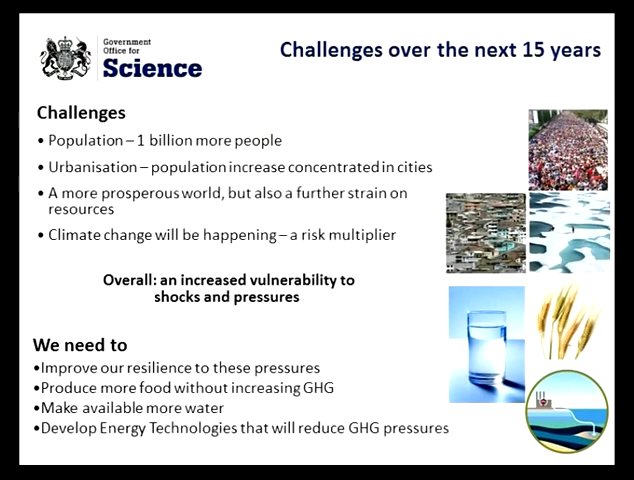 Government
Office for
Science
Challenges over the next 15 years
Challenges
• Population – 1 billion more people
• Urbanisation – population increase concentrated in cities
• A more prosperous world, but also a further strain on
resources
• Climate change will be happening – a risk multiplier
Overall: an increased vulnerability to
shocks and pressures
We need to
•Improve our resilience to these pressures
•Produce more food without increasing GHG
•Make available more water
•Develop Energy Technologies that will reduce GHG pressures